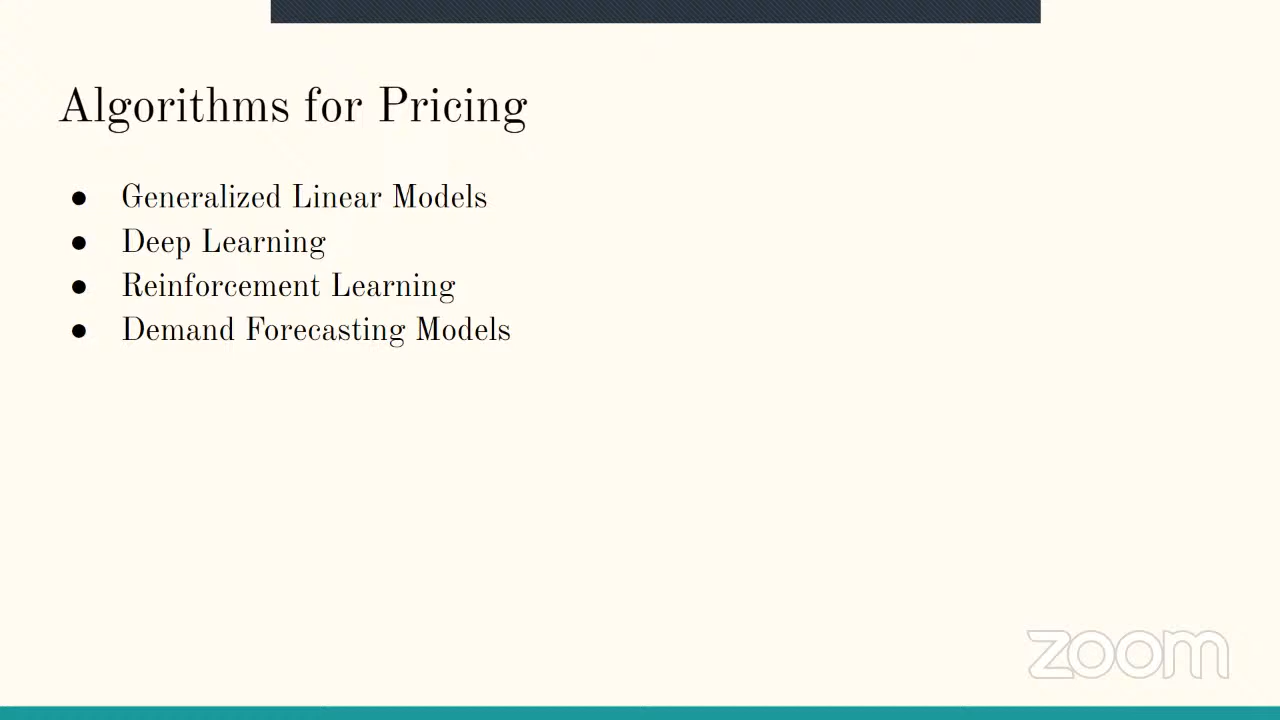 Algorithms for Pricing
● Generalized Linear Models
● Deep Learning
● Reinforcement Learning
● Demand Forecasting Models
zoom